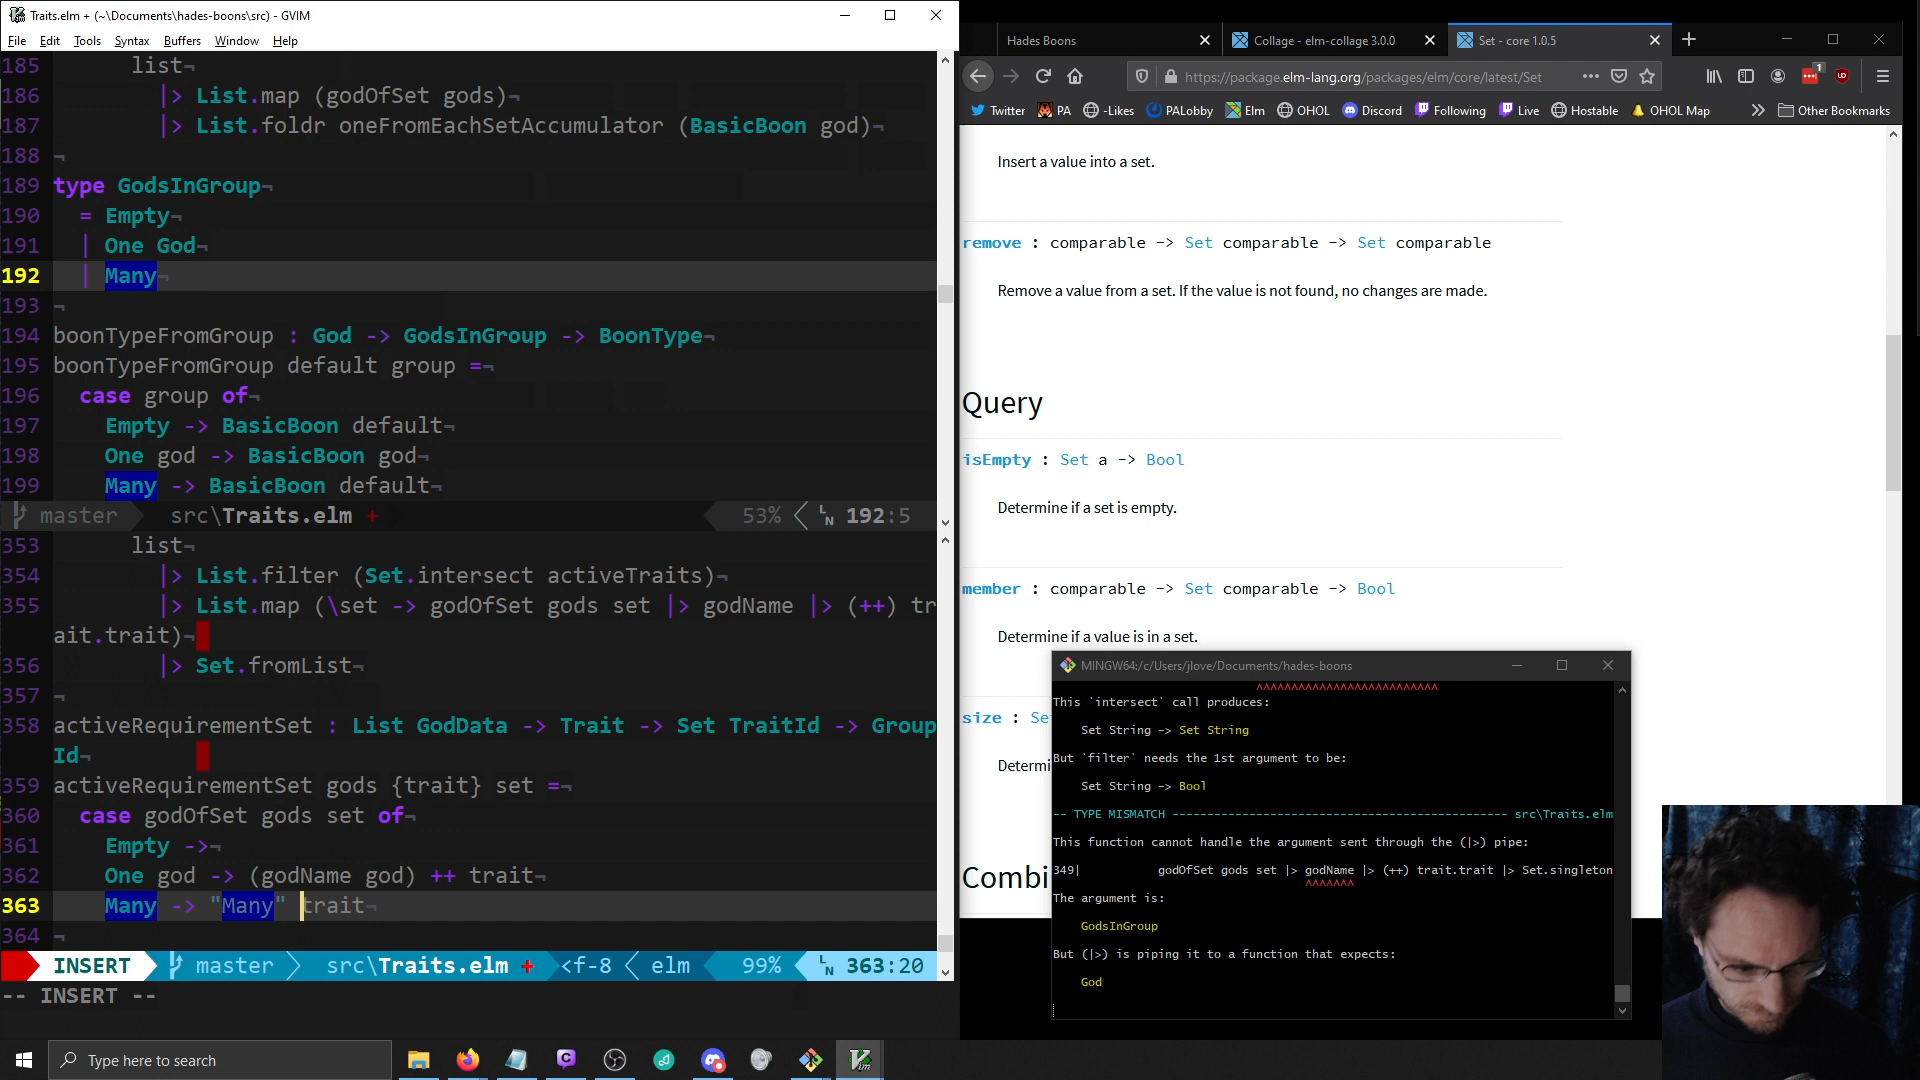 Traits.elm + (~\Documents\hades-boons\src) - GVIM
File Edit Tools Syntax Buffers Window Help
185 list¬
186 |> List.map (godOfSet gods)¬
187 |> List.foldr oneFromEachSetAccumulator (BasicBoon god)¬
188 ¬
189 type GodsInGroup¬
190 = Empty¬
191 | One God¬
192 | Many¬
193 ¬
194 boonTypeFromGroup : God -> GodsInGroup -> BoonType¬
195 boonTypeFromGroup default group =¬
196 case group of¬
197 Empty -> BasicBoon default¬
198 One god -> BasicBoon god¬
199 Many -> BasicBoon default¬
master src\Traits.elm + 53% LN 192:5
353 list¬
354 |> List.filter (Set.intersect activeTraits)¬
355 |> List.map (\set -> godOfSet gods set |> godName |> (++) tr
ait.trait)¬
356 |> Set.fromList¬
357 ¬
358 activeRequirementSet : List GodData -> Trait -> Set TraitId -> Group
Id¬
359 activeRequirementSet gods {trait} set =¬
360 case godOfSet gods set of¬
361 Empty ->¬
362 One god -> (godName god) ++ trait¬
363 Many -> "Many" trait¬
364 ¬
INSERT master src\Traits.elm + <f-8 elm 99% LN 363:20
-- INSERT --
Hades Boons
Collage - elm-collage 3.0.0
Set - core 1.0.5
https://package.elm-lang.org/packages/elm/core/latest/Set
1
Twitter PA -Likes PALobby Elm OHOL Discord Following Live Hostable OHOL Map Other Bookmarks
Insert a value into a set.
remove : comparable -> Set comparable -> Set comparable
Remove a value from a set. If the value is not found, no changes are made.
Query
isEmpty : Set a -> Bool
Determine if a set is empty.
member : comparable -> Set comparable -> Bool
Determine if a value is in a set.
size : Se
Determi
Combi
MINGW64:/c/Users/jlove/Documents/hades-boons
^^^^^^^^^^^^^^^^^^^^^^^^^^
This `intersect` call produces:
Set String -> Set String
But `filter` needs the 1st argument to be:
Set String -> Bool
-- TYPE MISMATCH ------------------------------------------------ src\Traits.elm
This function cannot handle the argument sent through the (|>) pipe:
349| godOfSet gods set |> godName |> (++) trait.trait |> Set.singleton
^^^^^^^
The argument is:
GodsInGroup
But (|>) is piping it to a function that expects:
God
Type here to search